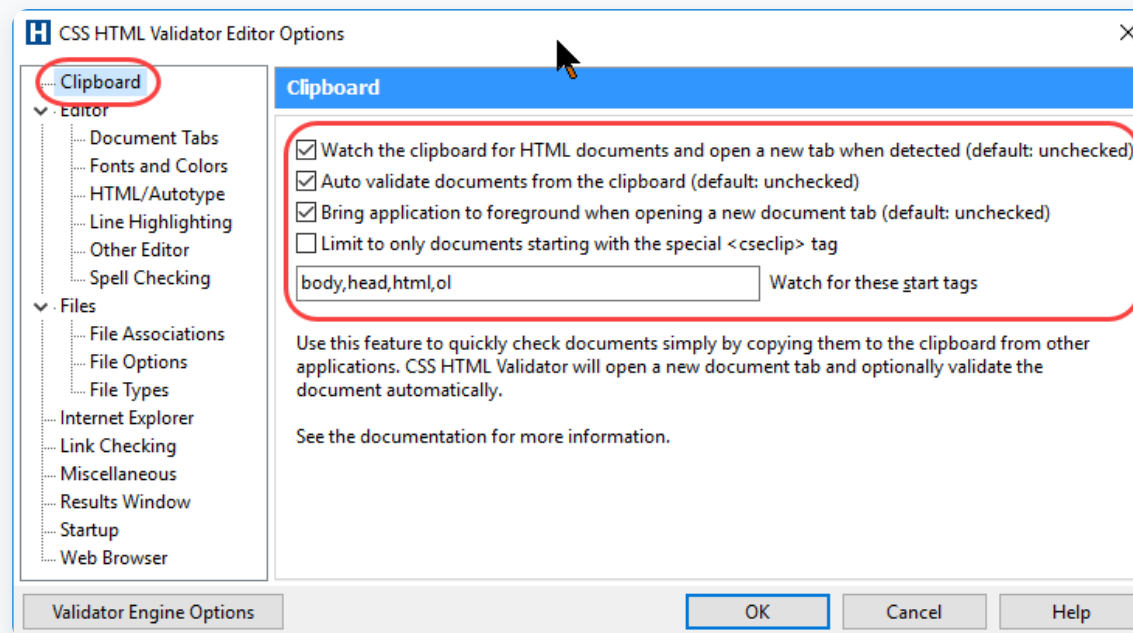 H CSS HTML Validator Editor Options
Clipboard
Editor
Document Tabs
Fonts and Colors
HTML/Autotype
Line Highlighting
Other Editor
Spell Checking
Files
File Associations
File Options
File Types
Internet Explorer
Link Checking
Miscellaneous
Results Window
Startup
Web Browser
Clipboard
Watch the clipboard for HTML documents and open a new tab when detected (default: unchecked)
Auto validate documents from the clipboard (default: unchecked)
Bring application to foreground when opening a new document tab (default: unchecked)
Limit to only documents starting with the special <cseclip> tag
body,head,html,ol Watch for these start tags
Use this feature to quickly check documents simply by copying them to the clipboard from other
applications. CSS HTML Validator will open a new document tab and optionally validate the
document automatically.
See the documentation for more information.
Validator Engine Options OK Cancel Help